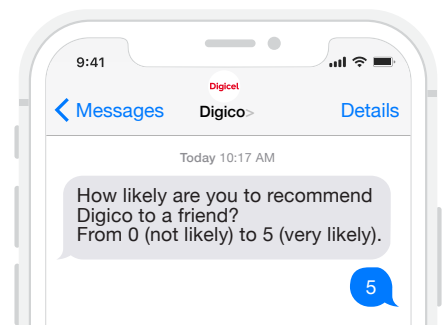 9:41
Digicel
Messages
Digico>
Details
Today 10:17 AM
How likely are you to recommend
Digico to a friend?
From 0 (not likely) to 5 (very likely).
5